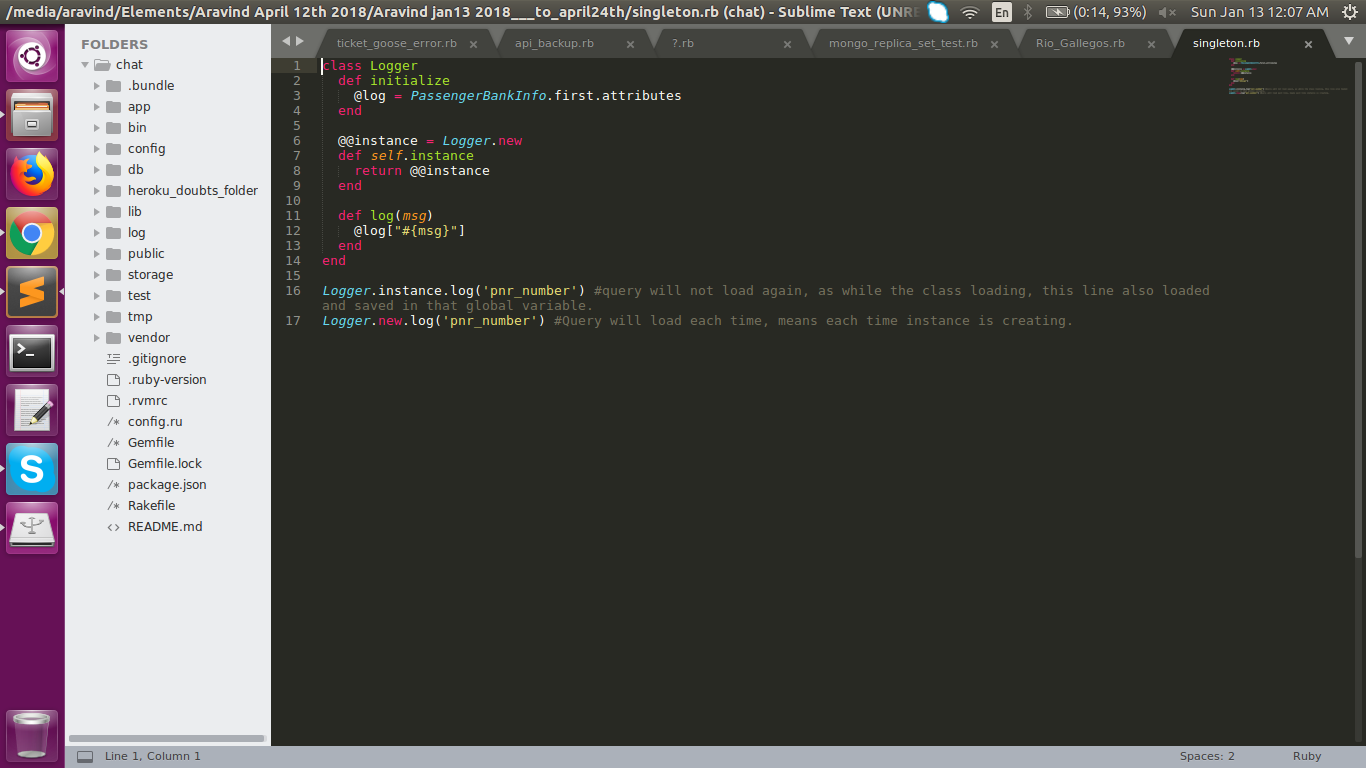 /media/aravind/Elements/Aravind April 12th 2018/Aravind jan13 2018___to_april24th/singleton.rb (chat) - Sublime Text (UNRE
En
(0:14, 93%)
Sun Jan 13 12:07 AM
FOLDERS
chat
.bundle
app
bin
config
db
heroku_doubts_folder
lib
log
public
storage
test
tmp
vendor
.gitignore
.ruby-version
.rvmrc
/* config.ru
/* Gemfile
Gemfile.lock
/* package.json
/* Rakefile
<> README.md
ticket_goose_error.rb ×
api_backup.rb ×
?.rb ×
mongo_replica_set_test.rb ×
Rio_Gallegos.rb ×
singleton.rb ×
1 class Logger
2 def initialize
3 @log = PassengerBankInfo.first.attributes
4 end
5
6 @@instance = Logger.new
7 def self.instance
8 return @@instance
9 end
10
11 def log(msg)
12 @log["#{msg}"]
13 end
14 end
15
16 Logger.instance.log('pnr_number') #query will not load again, as while the class loading, this line also loaded
and saved in that global variable.
17 Logger.new.log('pnr_number') #Query will load each time, means each time instance is creating.
Line 1, Column 1
Spaces: 2
Ruby